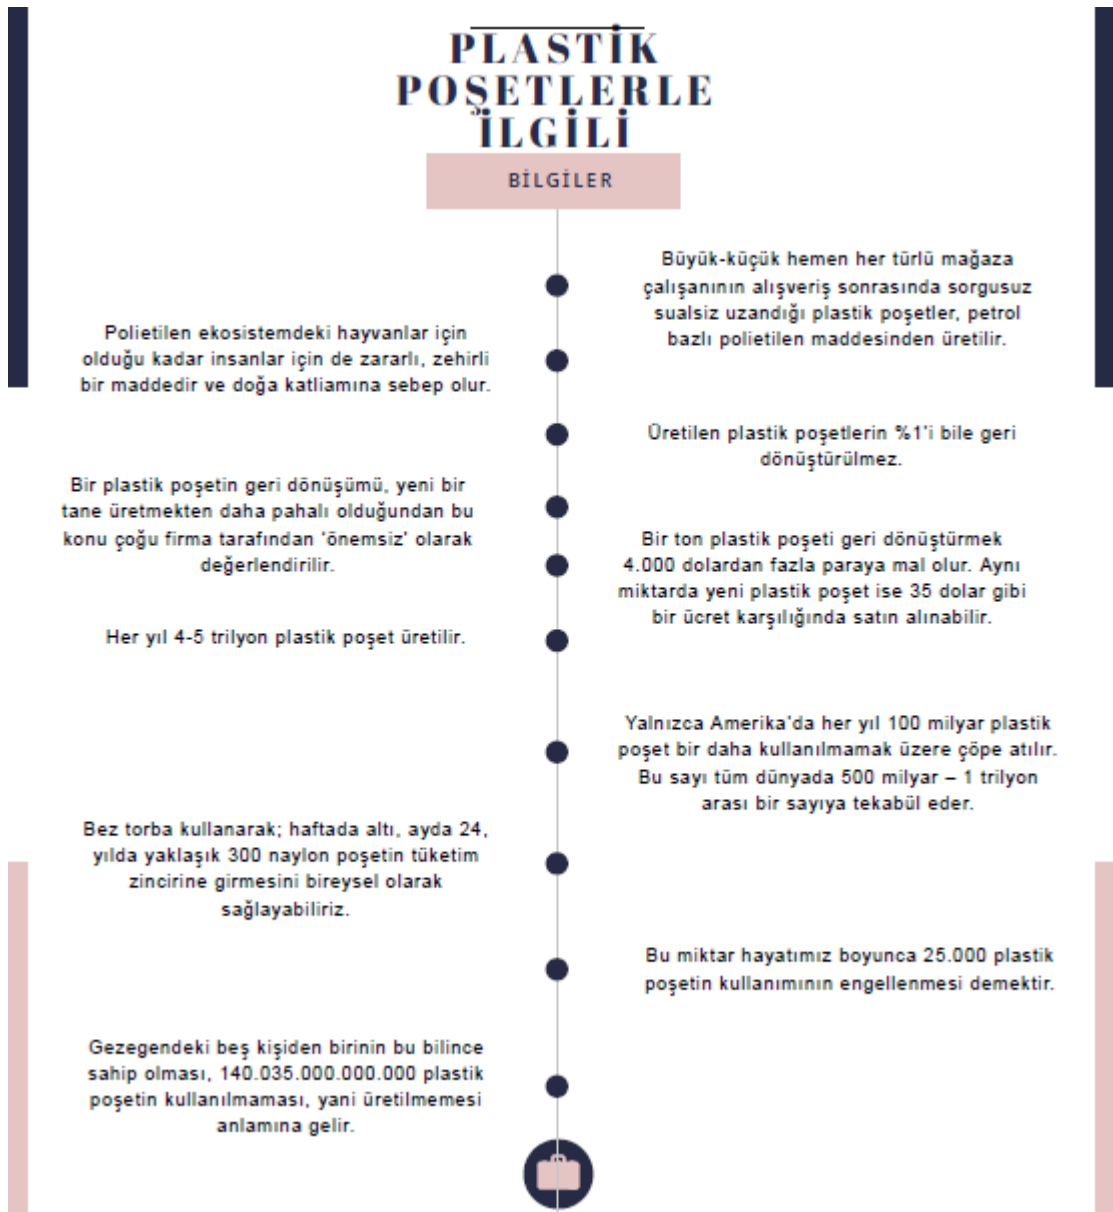 PLASTİK
POŞETLERLE
İLGİLİ
BİLGİLER
Büyük-küçük hemen her türlü mağaza
çalışanının alışveriş sonrasında sorgusuz
sualsiz uzandığı plastik poşetler, petrol
bazlı polietilen maddesinden üretilir.
Polietilen ekosistemdeki hayvanlar için
olduğu kadar insanlar için de zararlı, zehirli
bir maddedir ve doğa katliamına sebep olur.
Üretilen plastik poşetlerin %1'i bile geri
dönüştürülmez.
Bir plastik poşetin geri dönüşümü, yeni bir
tane üretmekten daha pahalı olduğundan bu
konu çoğu firma tarafından 'önemsiz' olarak
değerlendirilir.
Bir ton plastik poşeti geri dönüştürmek
4.000 dolardan fazla paraya mal olur. Aynı
miktarda yeni plastik poşet ise 35 dolar gibi
bir ücret karşılığında satın alınabilir.
Her yıl 4-5 trilyon plastik poşet üretilir.
Yalnızca Amerika'da her yıl 100 milyar plastik
poşet bir daha kullanılmamak üzere çöpe atılır.
Bu sayı tüm dünyada 500 milyar – 1 trilyon
arası bir sayıya tekabül eder.
Bez torba kullanarak; haftada altı, ayda 24,
yılda yaklaşık 300 naylon poşetin tüketim
zincirine girmesini bireysel olarak
sağlayabiliriz.
Bu miktar hayatımız boyunca 25.000 plastik
poşetin kullanımının engellenmesi demektir.
Gezegendeki beş kişiden birinin bu bilince
sahip olması, 140.035.000.000.000 plastik
poşetin kullanılmaması, yani üretilmemesi
anlamına gelir.